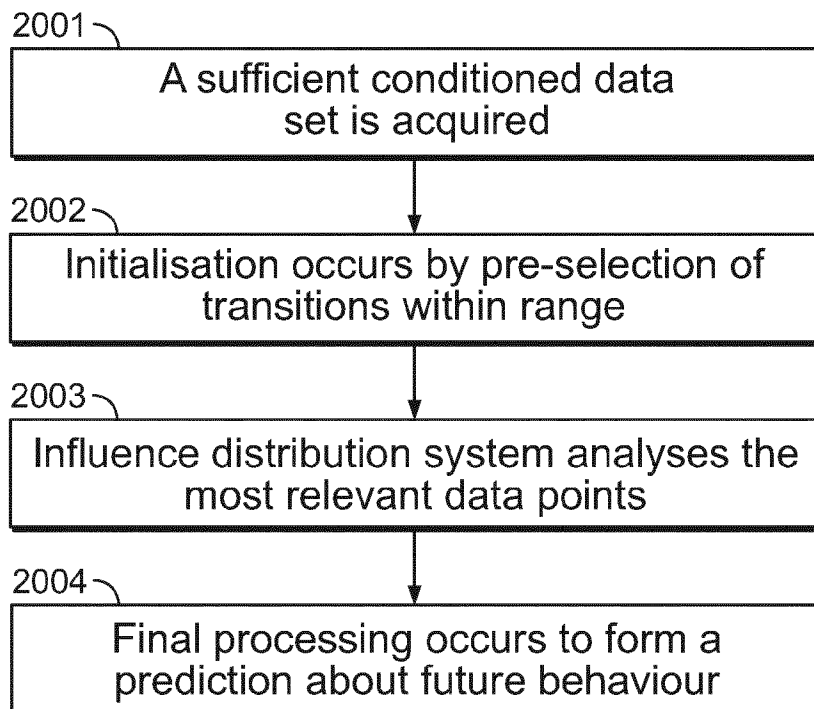 2001
A sufficient conditioned data
set is acquired
2002
Initialisation occurs by pre-selection of
transitions within range
2003
Influence distribution system analyses the
most relevant data points
2004
Final processing occurs to form a
prediction about future behaviour